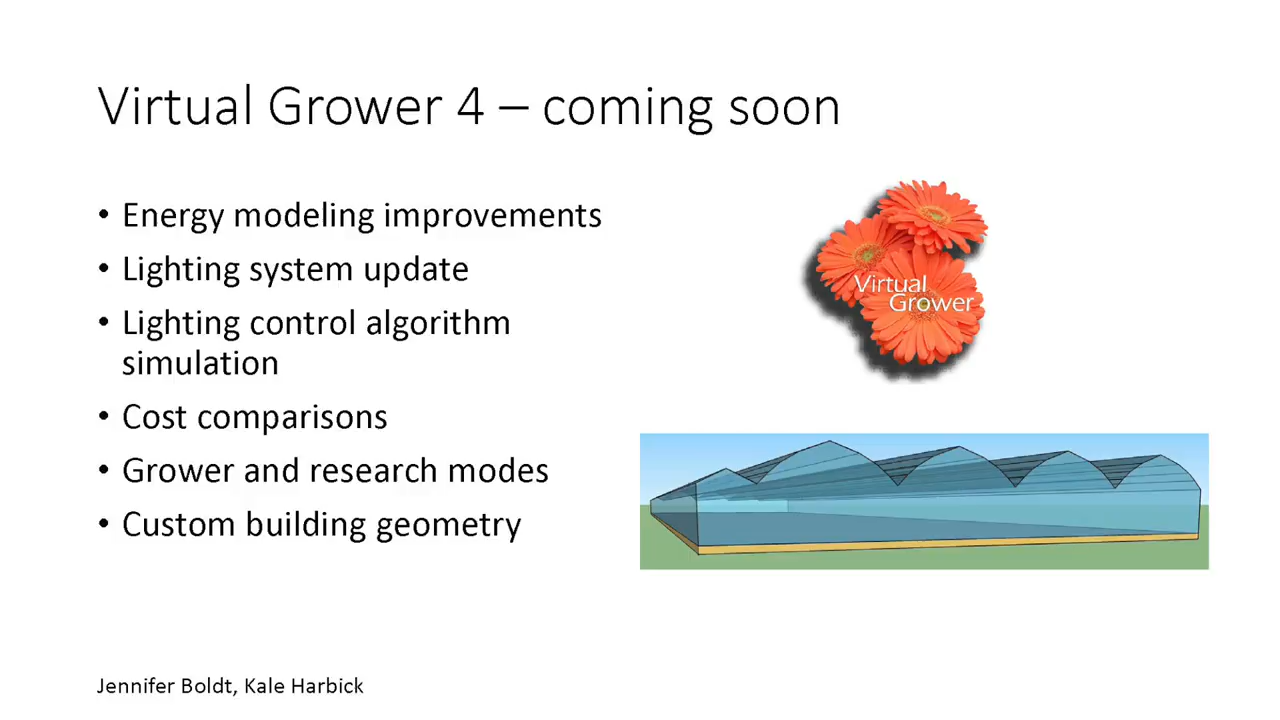 Virtual Grower 4 – coming soon
• Energy modeling improvements
• Lighting system update
• Lighting control algorithm
simulation
• Cost comparisons
• Grower and research modes
• Custom building geometry
Virtual
Grower
Jennifer Boldt, Kale Harbick